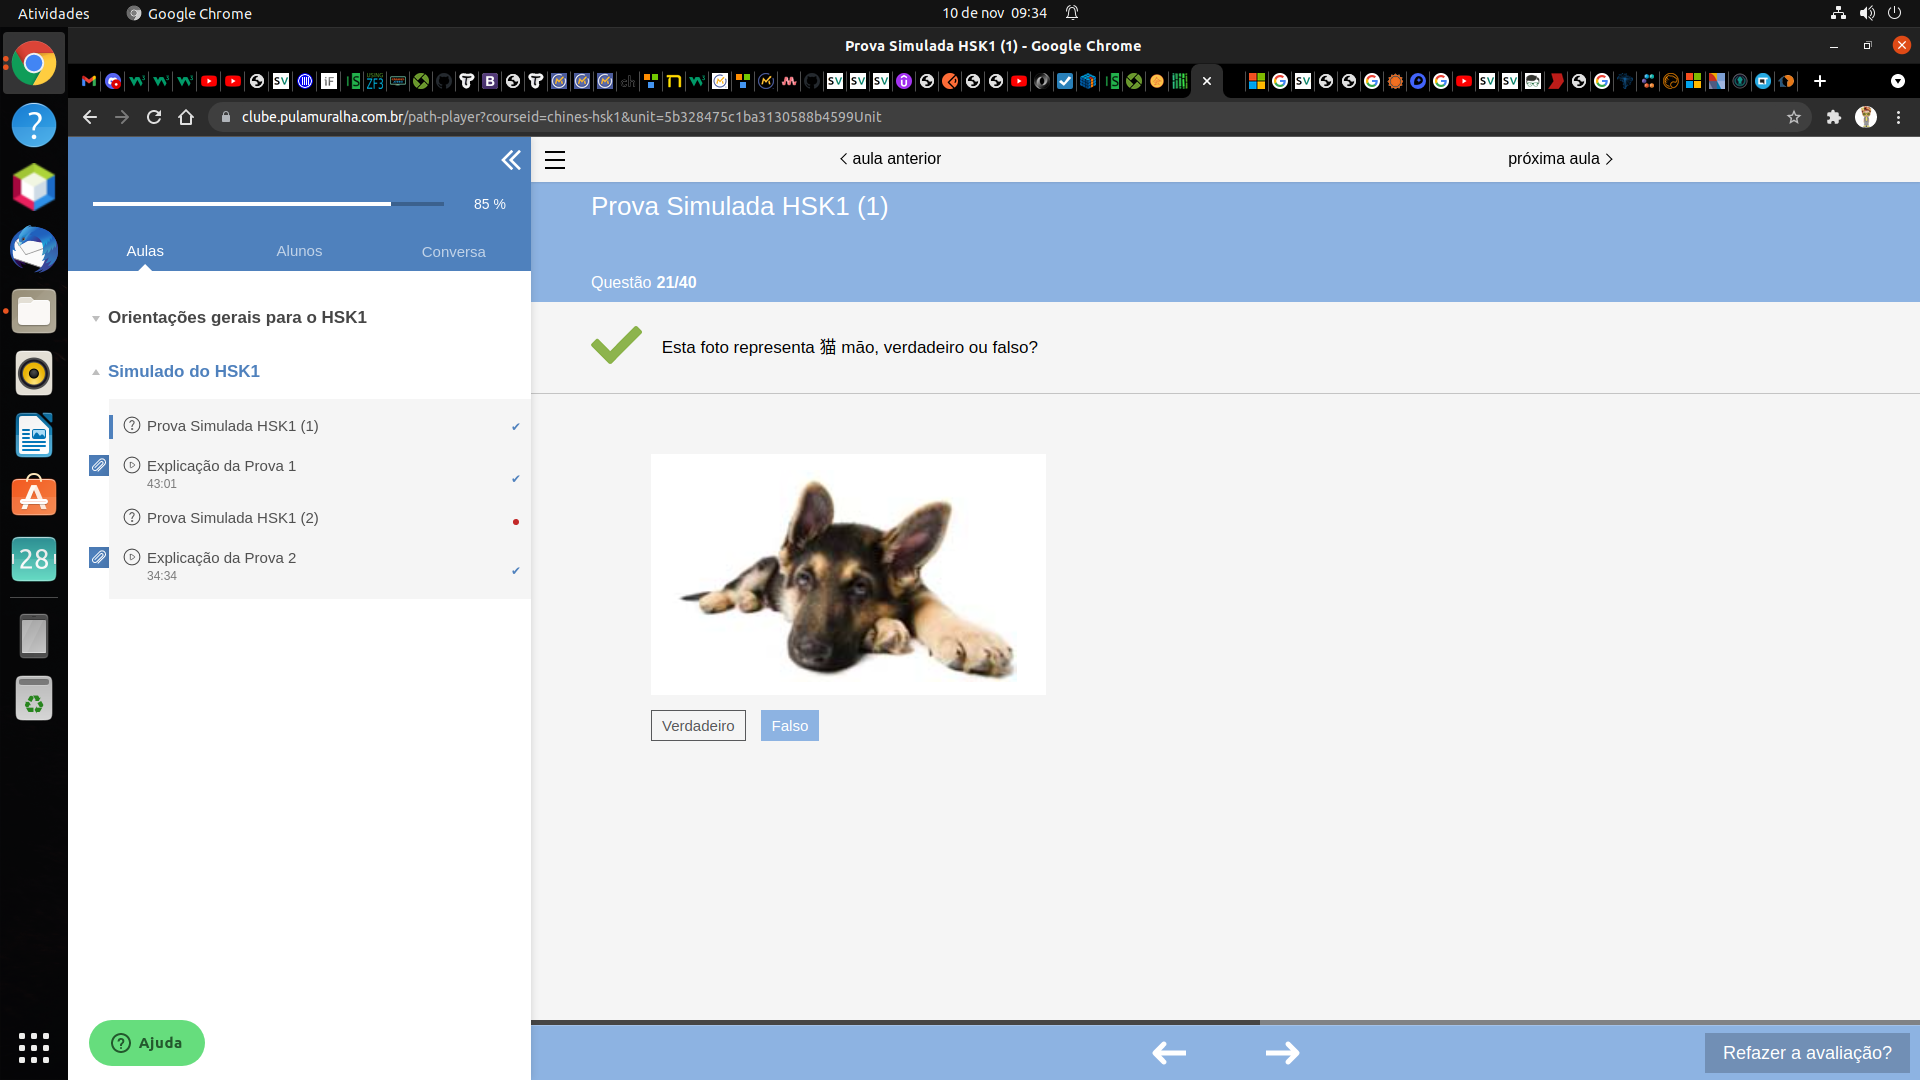 Atividades
Google Chrome
10 de nov 09:34
Prova Simulada HSK1 (1) - Google Chrome
clube.pulamuralha.com.br/path-player?courseid=chines-hsk1&unit=5b328475c1ba3130588b4599Unit
aula anterior
próxima aula
85 %
Aulas
Alunos
Conversa
Orientações gerais para o HSK1
Simulado do HSK1
Prova Simulada HSK1 (1)
Explicação da Prova 1
43:01
Prova Simulada HSK1 (2)
Explicação da Prova 2
34:34
Ajuda
28
Prova Simulada HSK1 (1)
Questão 21/40
Esta foto representa 猫 māo, verdadeiro ou falso?
Verdadeiro
Falso
Refazer a avaliação?